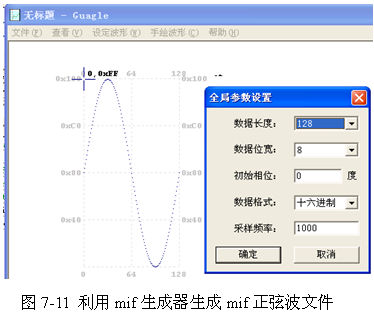 无标题 - Guagle
文件(F) 查看(V) 设定波形(B) 手绘波形(C) 帮助(H)
0 64 128
0,0xFF
0x100 0x100
0xC0 0xC0
0x80 0x80
0x40 0x40
0 64 128
全局参数设置
数据长度: 128
数据位宽: 8
初始相位: 0 度
数据格式: 十六进制
采样频率: 1000
确定 取消
图 7-11 利用 mif 生成器生成 mif 正弦波文件